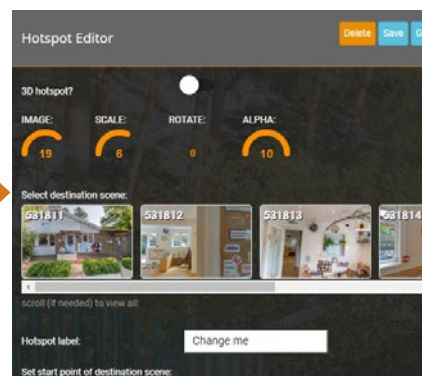 Hotspot Editor
Delete
Save
G
3D hotspot?
IMAGE: SCALE: ROTATE: ALPHA:
19 6 0 10
Select destination scene:
531811 531812 531813 531814
scroll (if needed) to view all:
Hotspot label: Change me
Set start point of destination scene: